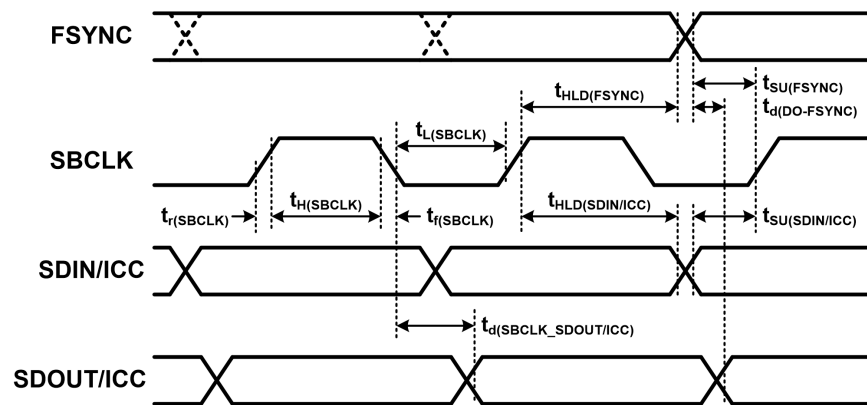 FSYNC
tSU(FSYNC)
tHLD(FSYNC)
td(DO-FSYNC)
tL(SBCLK)
SBCLK
tr(SBCLK)
tH(SBCLK)
tf(SBCLK)
tHLD(SDIN/ICC)
tSU(SDIN/ICC)
SDIN/ICC
td(SBCLK_SDOUT/ICC)
SDOUT/ICC